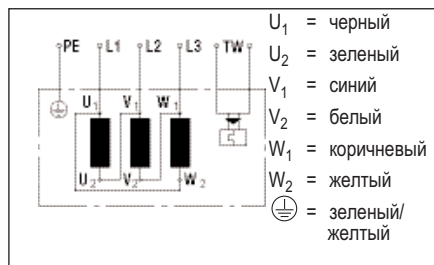 PE L1 L2 L3 TW
U1 V1 W1
U2 V2 W2
U1 = черный
U2 = зеленый
V1 = синий
V2 = белый
W1 = коричневый
W2 = желтый
= зеленый/
желтый